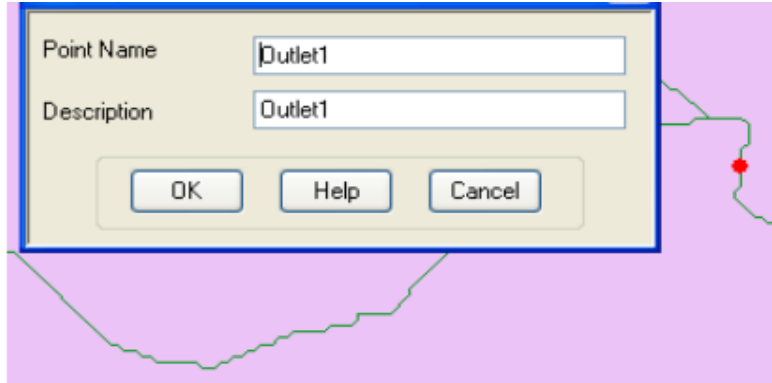 Point Name
Outlet1
Description
Outlet1
OK
Help
Cancel